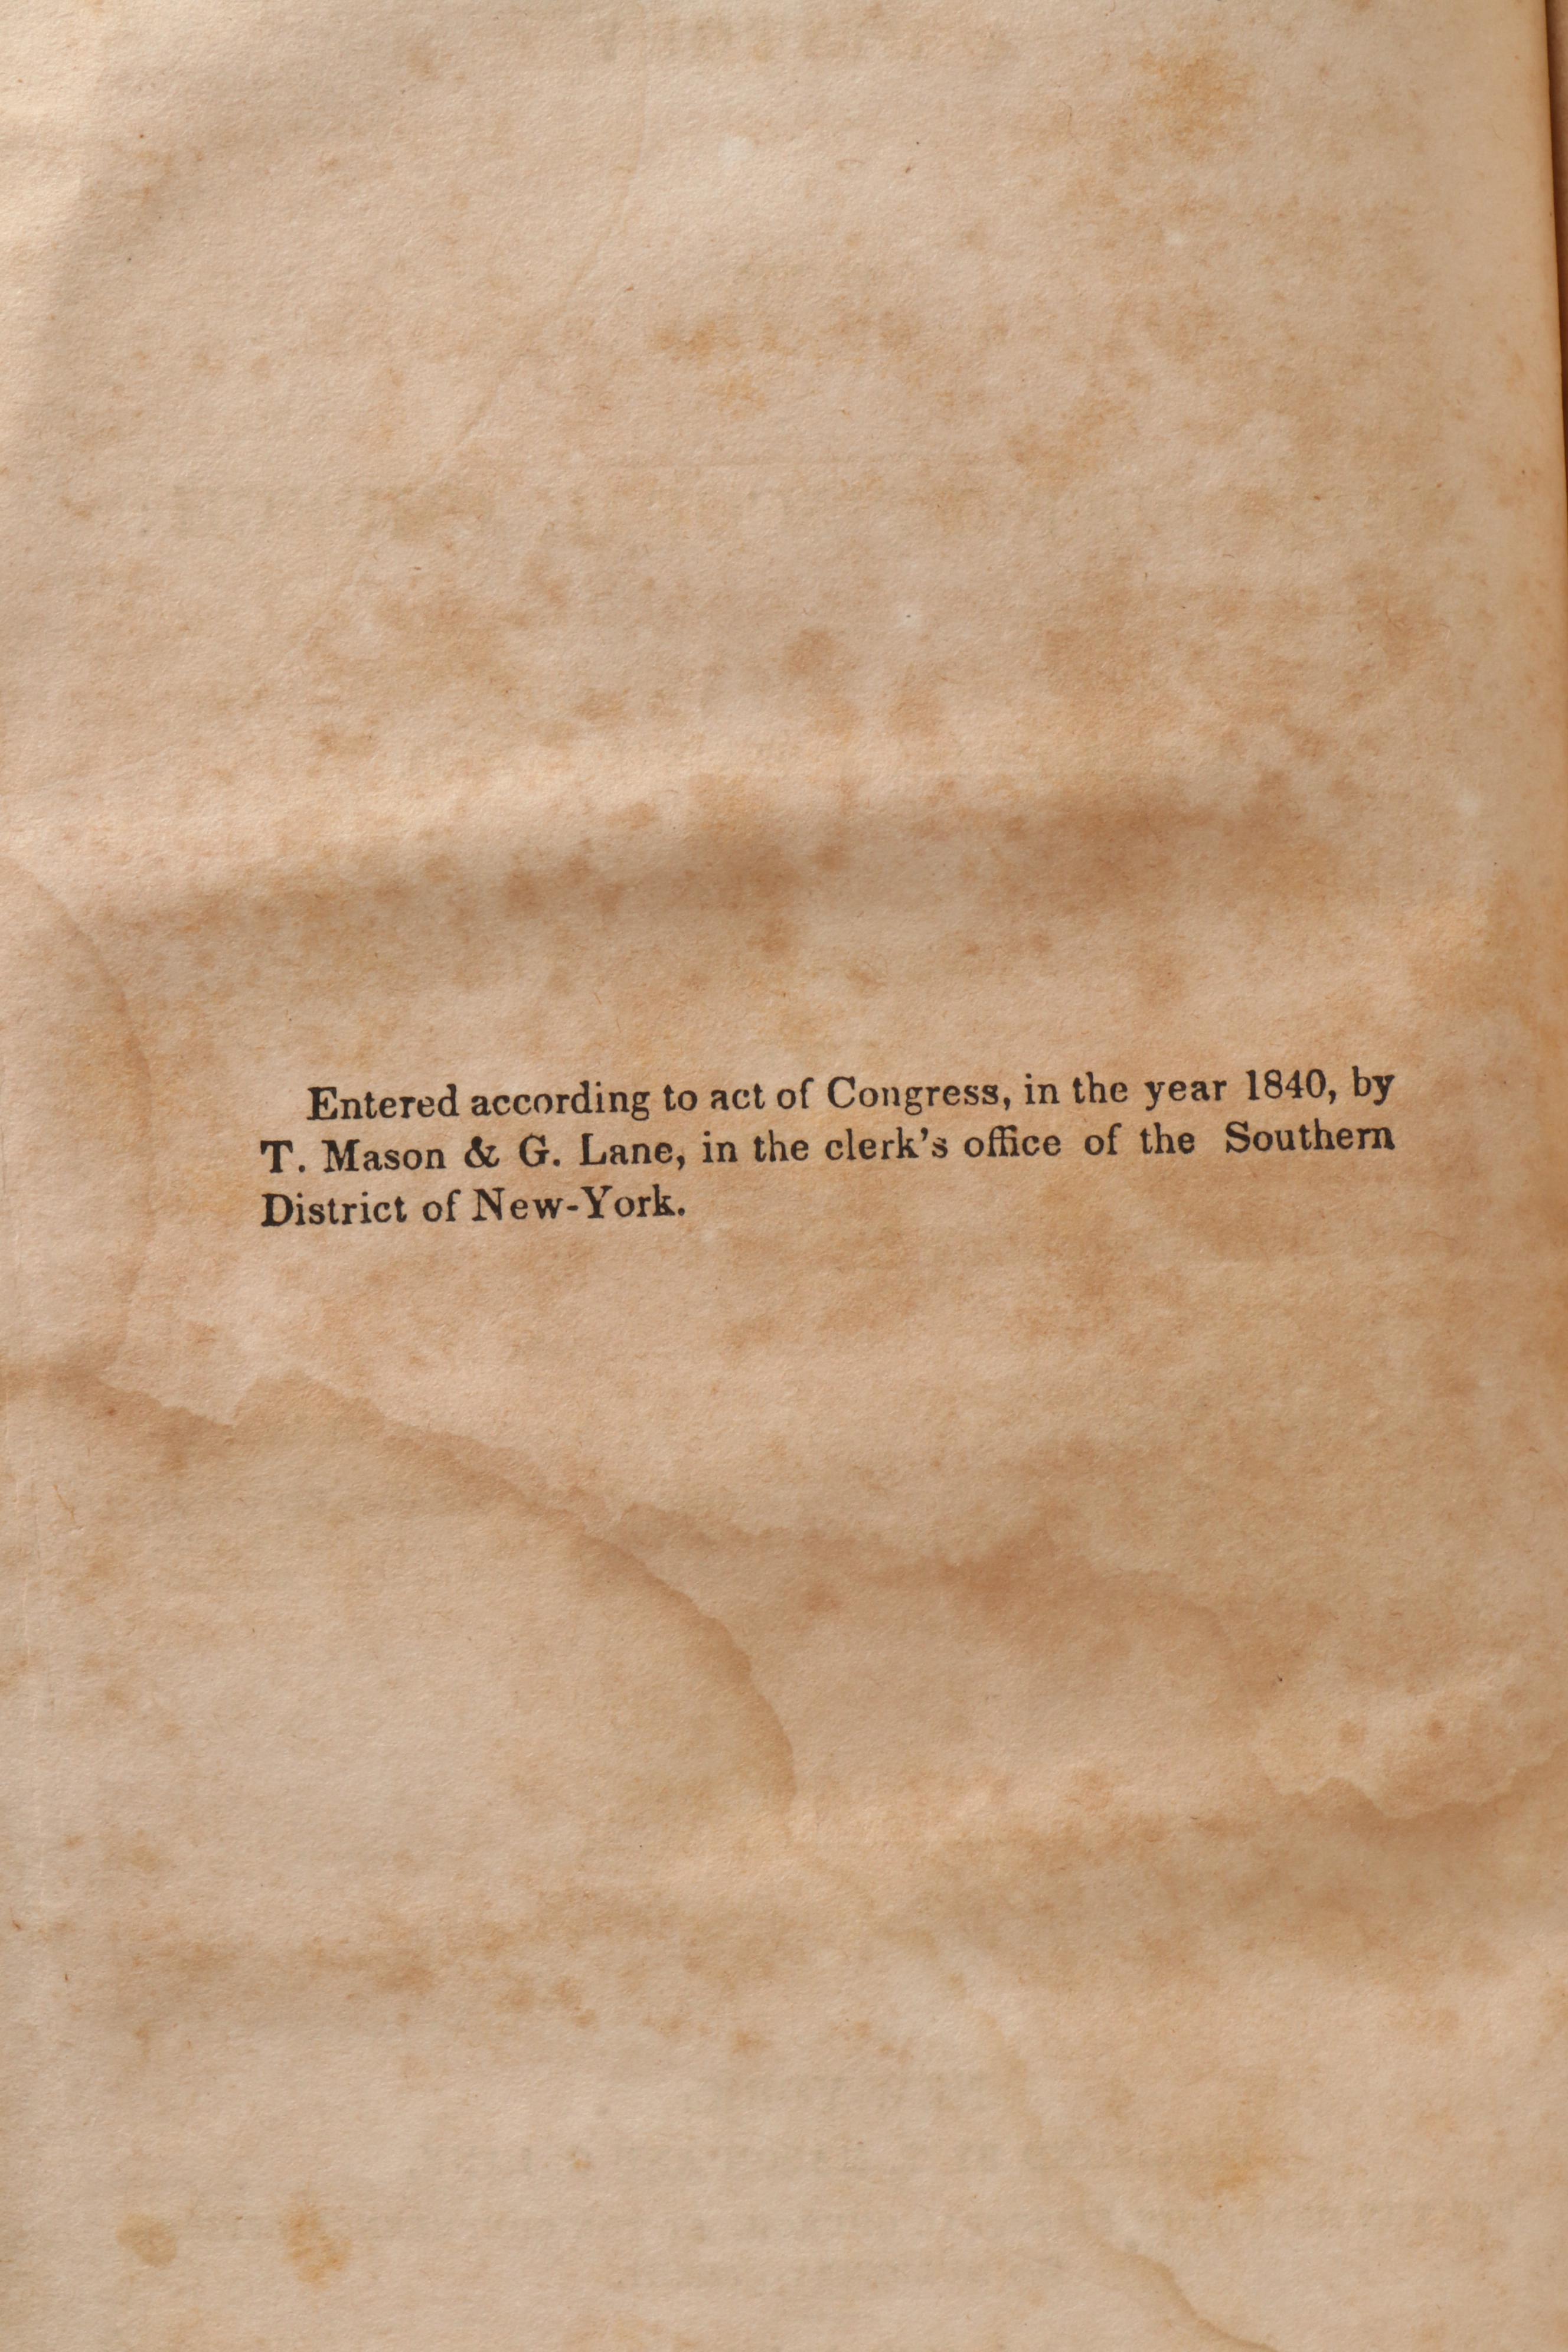 Entered according to act of Congress, in the year 1840, by
T. Mason & G. Lane, in the clerk's office of the Southern
District of New-York.